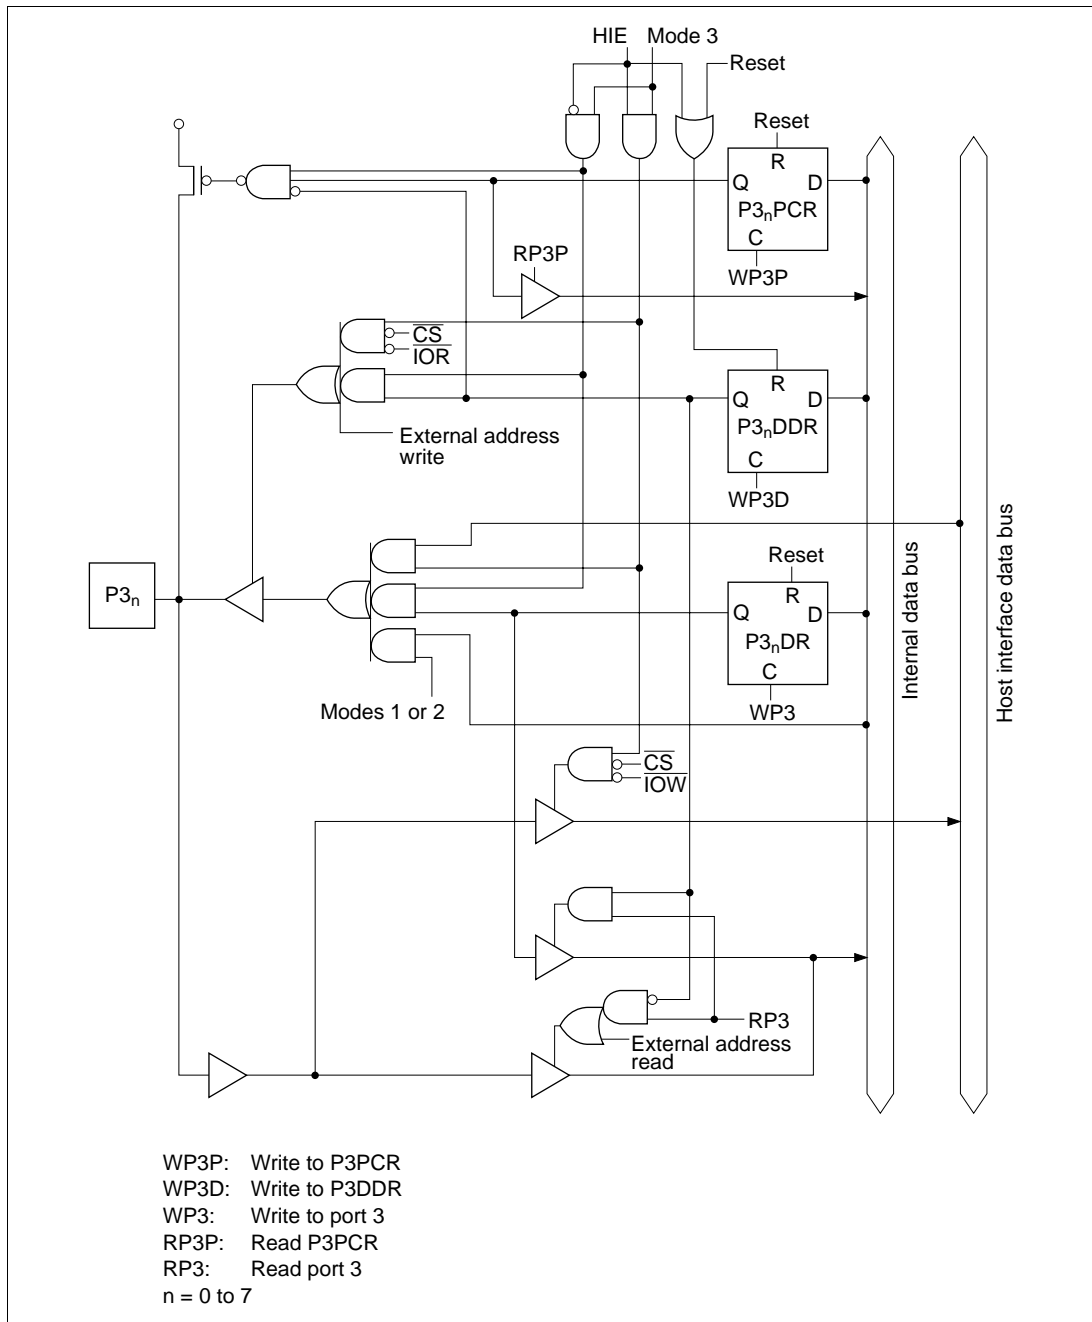 HIE Mode 3
Reset
Reset
R
Q D
P3nPCR
C
WP3P
RP3P
CS
IOR
R
Q D
P3nDDR
C
WP3D
External address
write
Reset
R
Q D
P3nDR
C
WP3
P3n
Modes 1 or 2
Internal data bus
Host interface data bus
CS
IOW
RP3
External address
read
WP3P: Write to P3PCR
WP3D: Write to P3DDR
WP3: Write to port 3
RP3P: Read P3PCR
RP3: Read port 3
n = 0 to 7